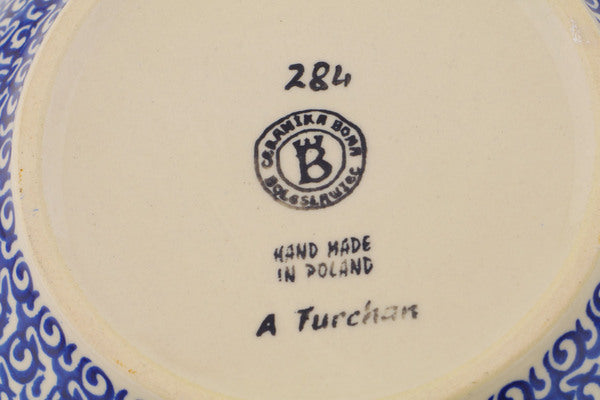 284
CERAMIKA BONA
B
BOLESŁAWIEC
HAND MADE
IN POLAND
A Turchan